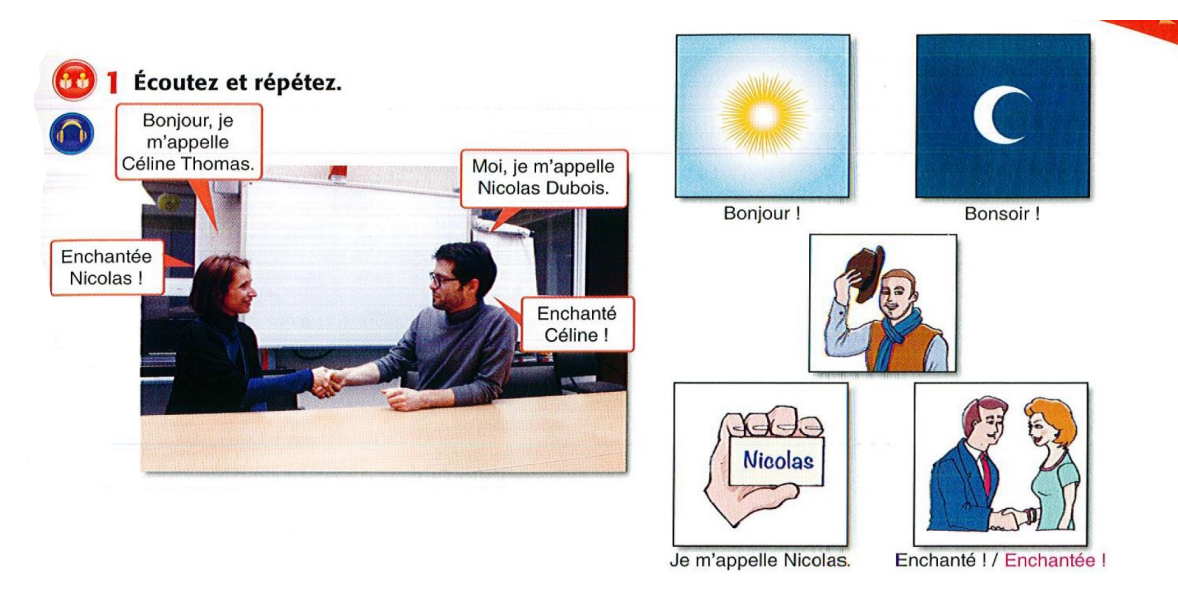 1 Écoutez et répétez.
Bonjour, je
m'appelle
Céline Thomas.
Moi, je m'appelle
Nicolas Dubois.
Enchantée
Nicolas !
Enchanté
Céline !
Bonjour !
Bonsoir !
Nicolas
Je m'appelle Nicolas.
Enchanté ! / Enchantée !